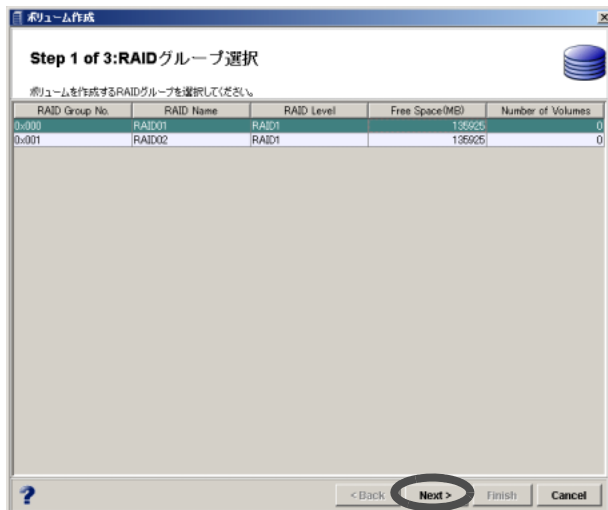 ボリューム作成
Step 1 of 3:RAIDグループ選択
ボリュームを作成するRAIDグループを選択してください。
RAID Group No. RAID Name RAID Level Free Space(MB) Number of Volumes
0x000 RAID01 RAID1 135925 0
0x001 RAID02 RAID1 135925 0
? < Back Next > Finish Cancel